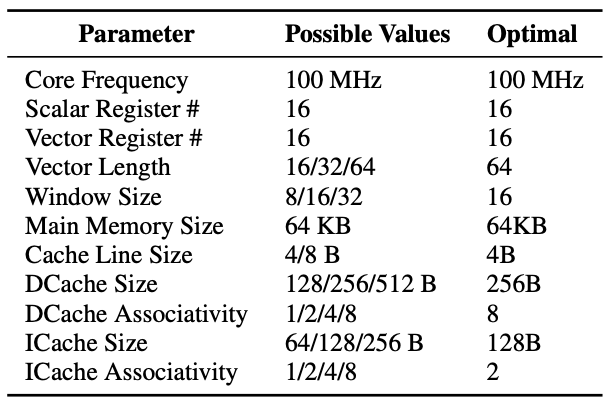 Parameter Possible Values Optimal
Core Frequency 100 MHz 100 MHz
Scalar Register # 16 16
Vector Register # 16 16
Vector Length 16/32/64 64
Window Size 8/16/32 16
Main Memory Size 64 KB 64KB
Cache Line Size 4/8 B 4B
DCache Size 128/256/512 B 256B
DCache Associativity 1/2/4/8 8
ICache Size 64/128/256 B 128B
ICache Associativity 1/2/4/8 2